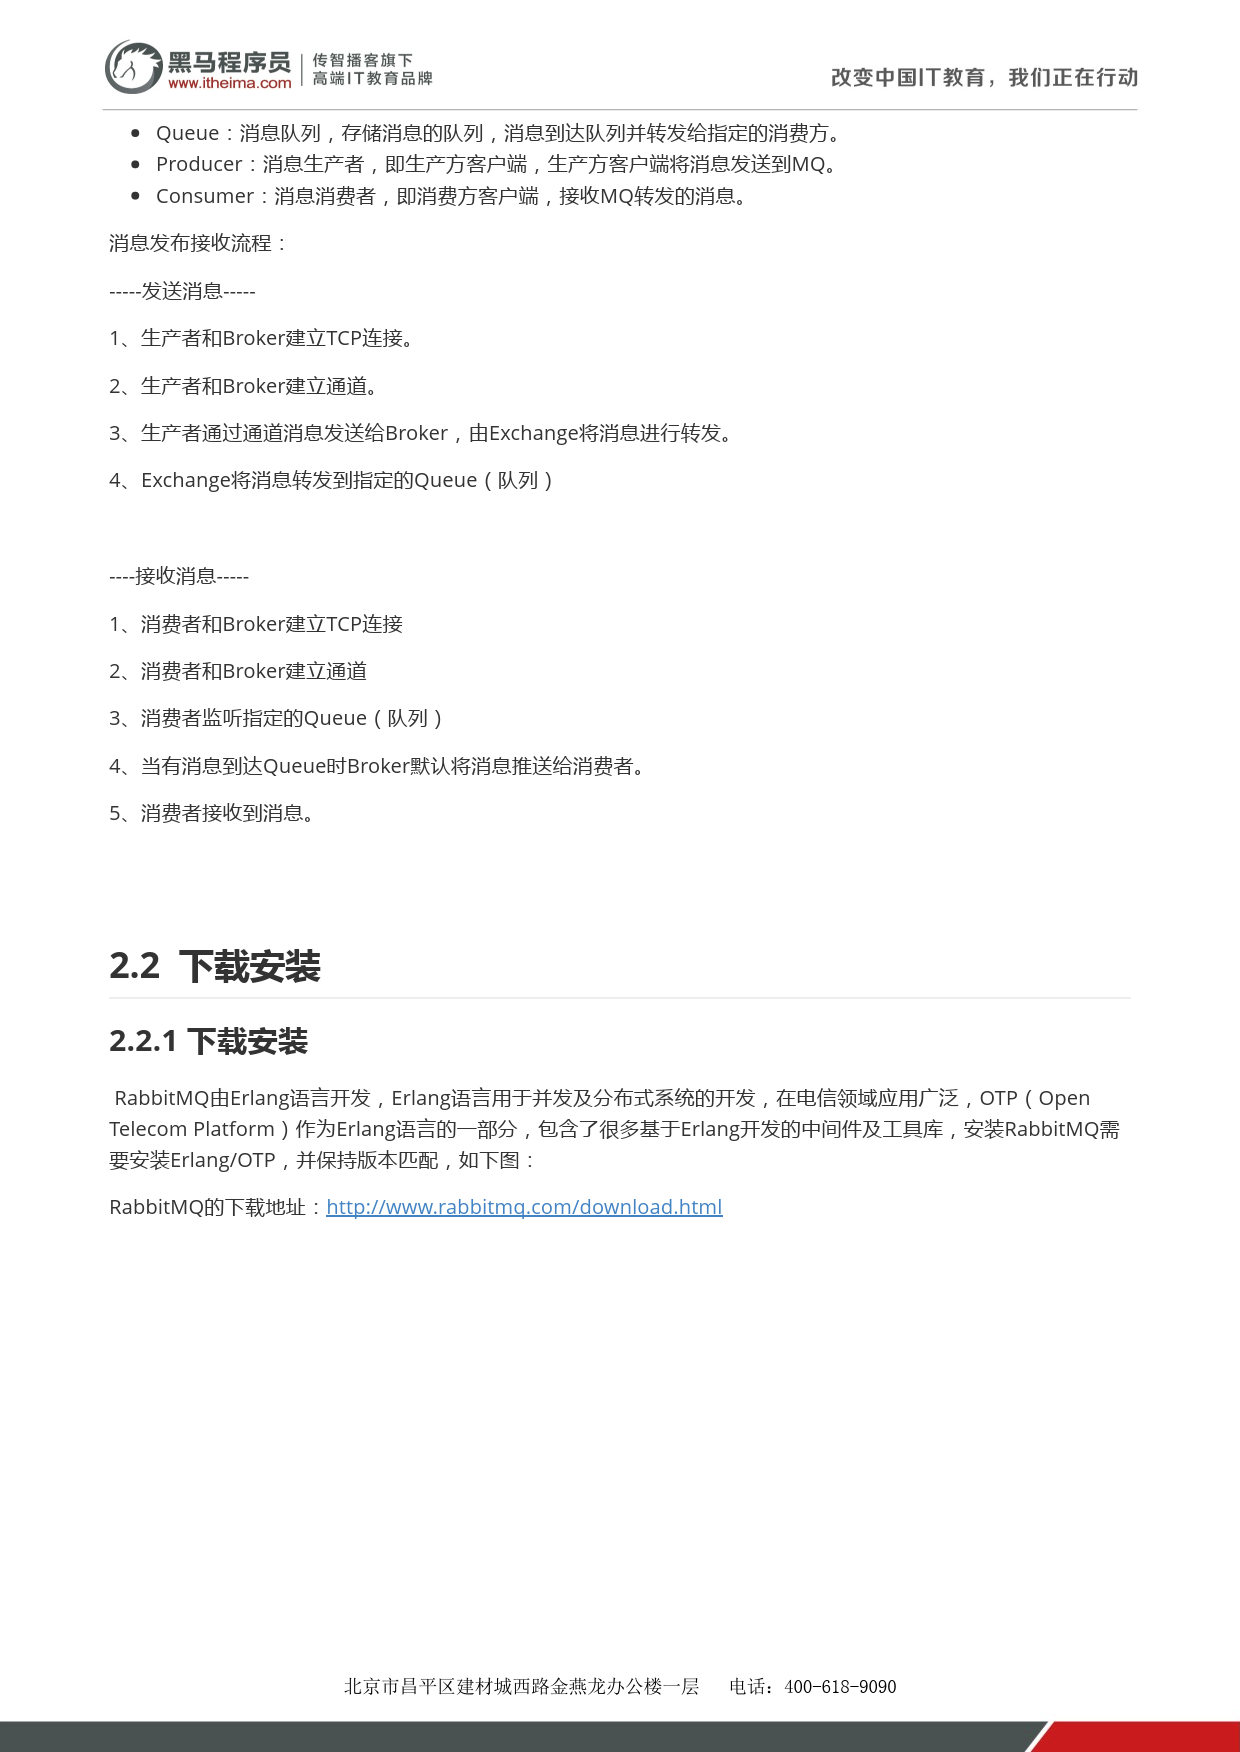 黑马程序员
www.itheima.com
传智播客旗下
高端IT教育品牌
改变中国IT教育，我们正在行动
• Queue：消息队列，存储消息的队列，消息到达队列并转发给指定的消费方。
• Producer：消息生产者，即生产方客户端，生产方客户端将消息发送到MQ。
• Consumer：消息消费者，即消费方客户端，接收MQ转发的消息。
消息发布接收流程：
-----发送消息-----
1、生产者和Broker建立TCP连接。
2、生产者和Broker建立通道。
3、生产者通过通道消息发送给Broker，由Exchange将消息进行转发。
4、Exchange将消息转发到指定的Queue（队列）
----接收消息-----
1、消费者和Broker建立TCP连接
2、消费者和Broker建立通道
3、消费者监听指定的Queue（队列）
4、当有消息到达Queue时Broker默认将消息推送给消费者。
5、消费者接收到消息。
2.2 下载安装
2.2.1 下载安装
RabbitMQ由Erlang语言开发，Erlang语言用于并发及分布式系统的开发，在电信领域应用广泛，OTP（Open
Telecom Platform）作为Erlang语言的一部分，包含了很多基于Erlang开发的中间件及工具库，安装RabbitMQ需
要安装Erlang/OTP，并保持版本匹配，如下图：
RabbitMQ的下载地址：http://www.rabbitmq.com/download.html
北京市昌平区建材城西路金燕龙办公楼一层 电话：400-618-9090